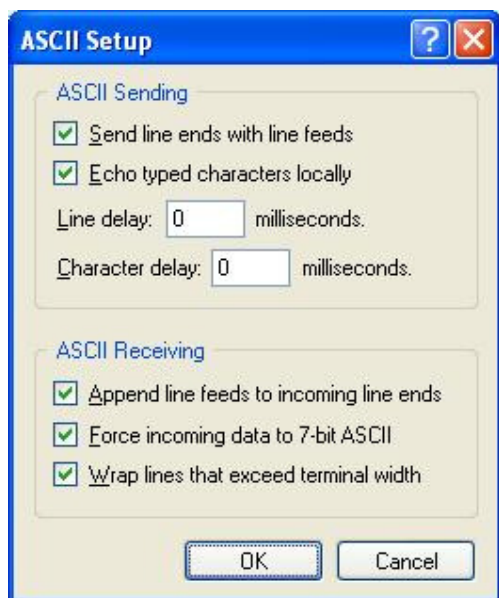 ASCII Setup ?
ASCII Sending
Send line ends with line feeds
Echo typed characters locally
Line delay: 0 milliseconds.
Character delay: 0 milliseconds.
ASCII Receiving
Append line feeds to incoming line ends
Force incoming data to 7-bit ASCII
Wrap lines that exceed terminal width
OK Cancel